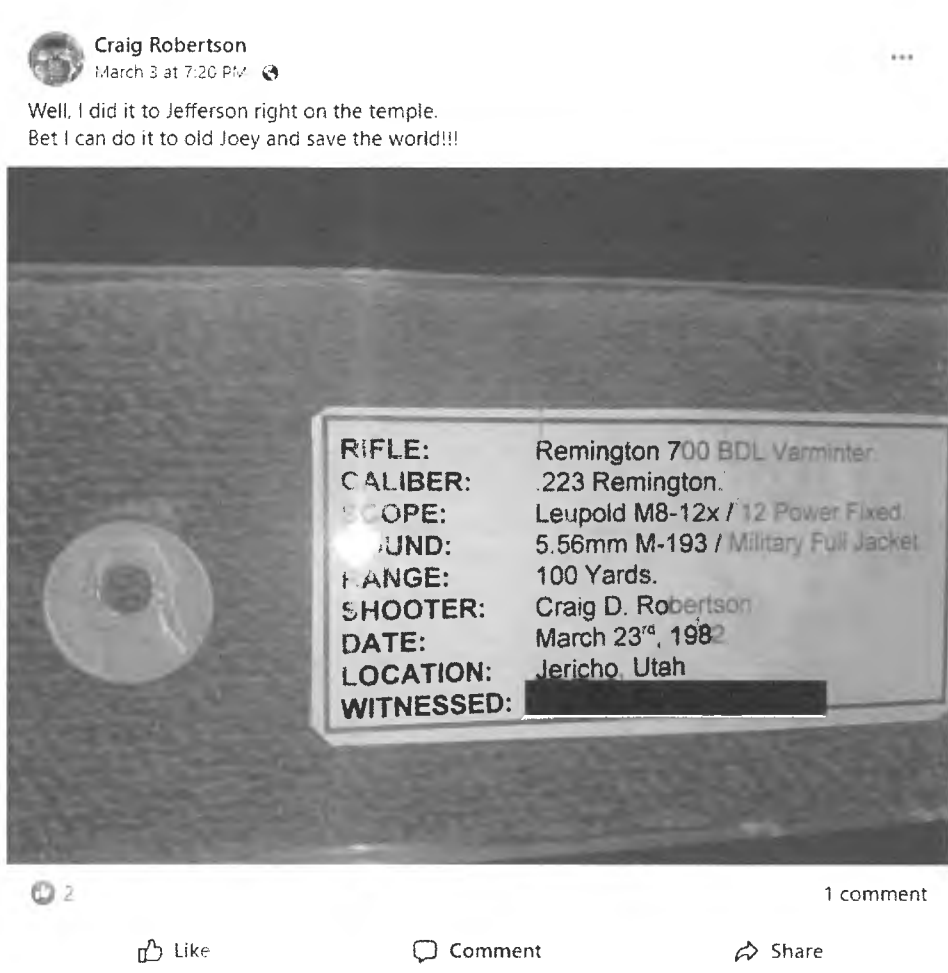 Craig Robertson
March 3 at 7:20 PM
Well, I did it to Jefferson right on the temple.
Bet I can do it to old Joey and save the world!!!
RIFLE: Remington 700 BDL Varminter.
CALIBER: .223 Remington.
SCOPE: Leupold M8-12x / 12 Power Fixed.
ROUND: 5.56mm M-193 / Military Full Jacket.
RANGE: 100 Yards.
SHOOTER: Craig D. Robertson
DATE: March 23rd, 1982
LOCATION: Jericho, Utah
WITNESSED:
2
1 comment
Like
Comment
Share